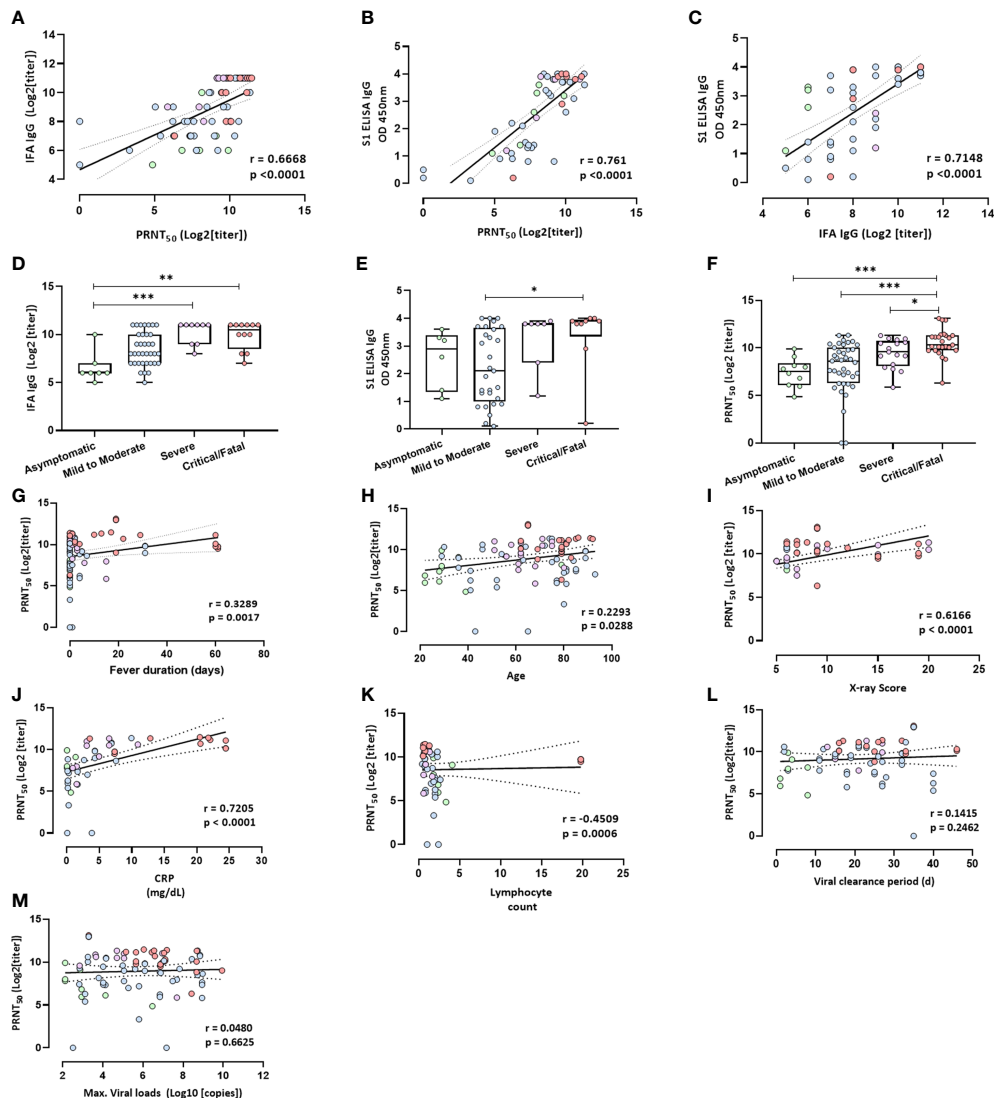 A
IFA IgG (Log2[titer])
12
11
10
9
8
7
6
5
4
0
5
10
15
r = 0.6668
p <0.0001
PRNT50 (Log2[titer])
B
S1 ELISA IgG
OD 450nm
5
4
3
2
1
0
0
5
10
15
r = 0.761
p <0.0001
PRNT50 (Log2[titer])
C
S1 ELISA IgG
OD 450nm
5
4
3
2
1
0
4
6
8
10
12
14
r = 0.7148
p <0.0001
IFA IgG (Log2 [titer])
D
IFA IgG (Log2 [titer])
15
10
5
0
**
***
Asymptomatic
Mild to Moderate
Severe
Critical/Fatal
E
S1 ELISA IgG
OD 450nm
5
4
3
2
1
0
*
Asymptomatic
Mild to Moderate
Severe
Critical/Fatal
F
PRNT50 (Log2 [titer])
20
15
10
5
0
***
***
*
Asymptomatic
Mild to Moderate
Severe
Critical/Fatal
G
PRNT50 (Log2[titer])
15
10
5
0
0
20
40
60
80
r = 0.3289
p = 0.0017
Fever duration (days)
H
PRNT50 (Log2[titer])
15
10
5
0
20
40
60
80
100
r = 0.2293
p = 0.0288
Age
I
PRNT50 (Log2 [titer])
15
10
5
0
5
10
15
20
25
r = 0.6166
p < 0.0001
X-ray Score
J
PRNT50 (Log2 [titer])
15
10
5
0
0
5
10
15
20
25
30
r = 0.7205
p < 0.0001
CRP
(mg/dL)
K
PRNT50 (Log2 [titer])
15
10
5
0
0
5
10
15
20
25
r = -0.4509
p = 0.0006
Lymphocyte
count
L
PRNT50 (Log2[titer])
15
10
5
0
0
10
20
30
40
50
r = 0.1415
p = 0.2462
Viral clearance period (d)
M
PRNT50 (Log2[titer])
15
10
5
0
2
4
6
8
10
12
r = 0.0480
p = 0.6625
Max. Viral loads (Log10 [copies])